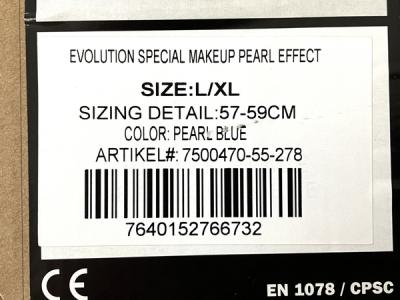 EVOLUTION SPECIAL MAKEUP PEARL EFFECT
SIZE:L/XL
SIZING DETAIL:57-59CM
COLOR: PEARL BLUE
ARTIKEL#: 7500470-55-278
7640152766732
CE
EN 1078 / CPSC